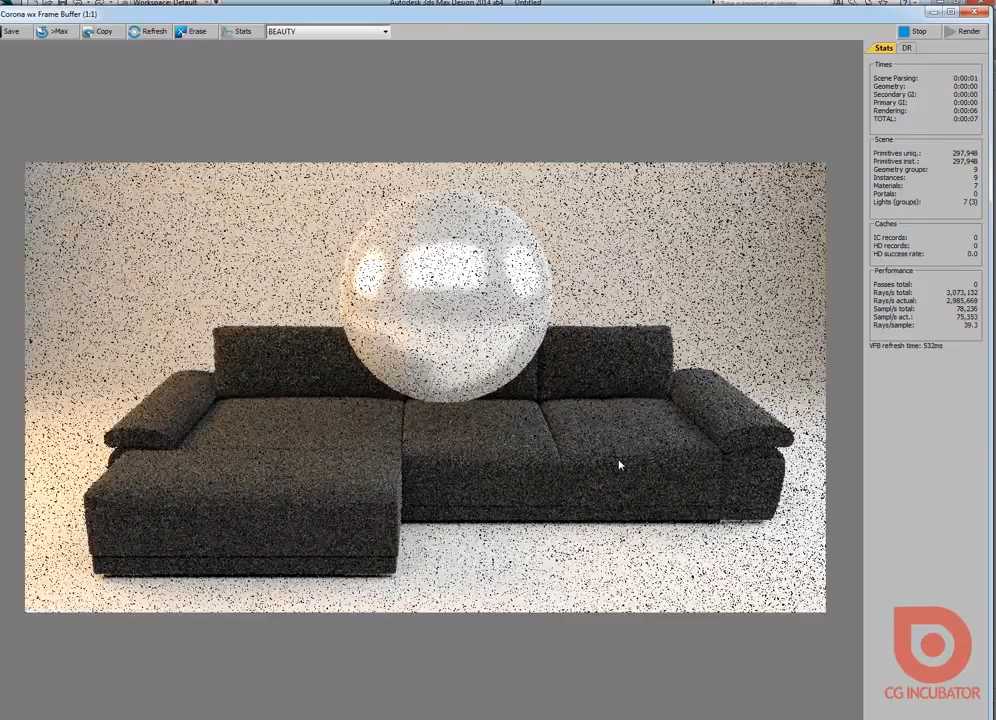 Workspace: Default
Autodesk 3ds Max Design 2014 x64
Untitled
Corona wx Frame Buffer (1:1)
Save
>Max
Copy
Refresh
Erase
Stats
BEAUTY
Stop
Render
Stats
DR
Times
Scene Parsing: 0:00:01
Geometry: 0:00:00
Secondary GI: 0:00:00
Primary GI: 0:00:00
Rendering: 0:00:06
TOTAL: 0:00:07
Scene
Primitives uniq.: 297,948
Primitives inst.: 297,948
Geometry groups: 9
Instances: 9
Materials: 7
Portals: 0
Lights (groups): 7 (3)
Caches
IC records: 0
HD records: 0
HD success rate: 0.0
Performance
Passes total: 0
Rays/s total: 3,073,132
Rays/s actual: 2,985,669
Sampl/s total: 78,236
Sampl/s act.: 75,353
Rays/sample: 39.3
VFB refresh time: 532ms
CG INCUBATOR